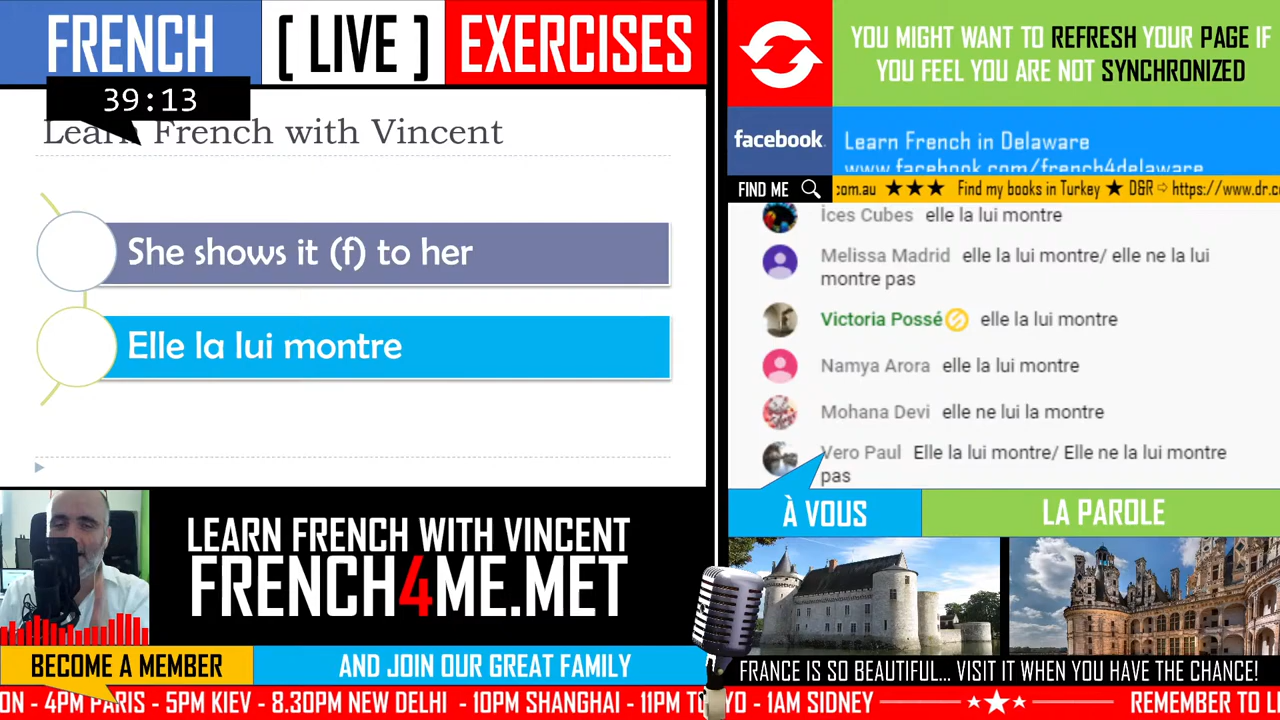 FRENCH [ LIVE ] EXERCISES
39:13
Learn French with Vincent
She shows it (f) to her
Elle la lui montre
LEARN FRENCH WITH VINCENT
FRENCH4ME.MET
BECOME A MEMBER AND JOIN OUR GREAT FAMILY
YOU MIGHT WANT TO REFRESH YOUR PAGE IF
YOU FEEL YOU ARE NOT SYNCHRONIZED
facebook. Learn French in Delaware
www.facebook.com/french4delaware
FIND ME com.au ★★★ Find my books in Turkey ★ D&R ⇨ https://www.dr.c
İces Cubes elle la lui montre
Melissa Madrid elle la lui montre/ elle ne la lui
montre pas
Victoria Possé elle la lui montre
Namya Arora elle la lui montre
Mohana Devi elle ne lui la montre
Vero Paul Elle la lui montre/ Elle ne la lui montre
pas
À VOUS LA PAROLE
FRANCE IS SO BEAUTIFUL... VISIT IT WHEN YOU HAVE THE CHANCE!
ON - 4PM PARIS - 5PM KIEV - 8.30PM NEW DELHI - 10PM SHANGHAI - 11PM TOKYO - 1AM SIDNEY ★ REMEMBER TO L